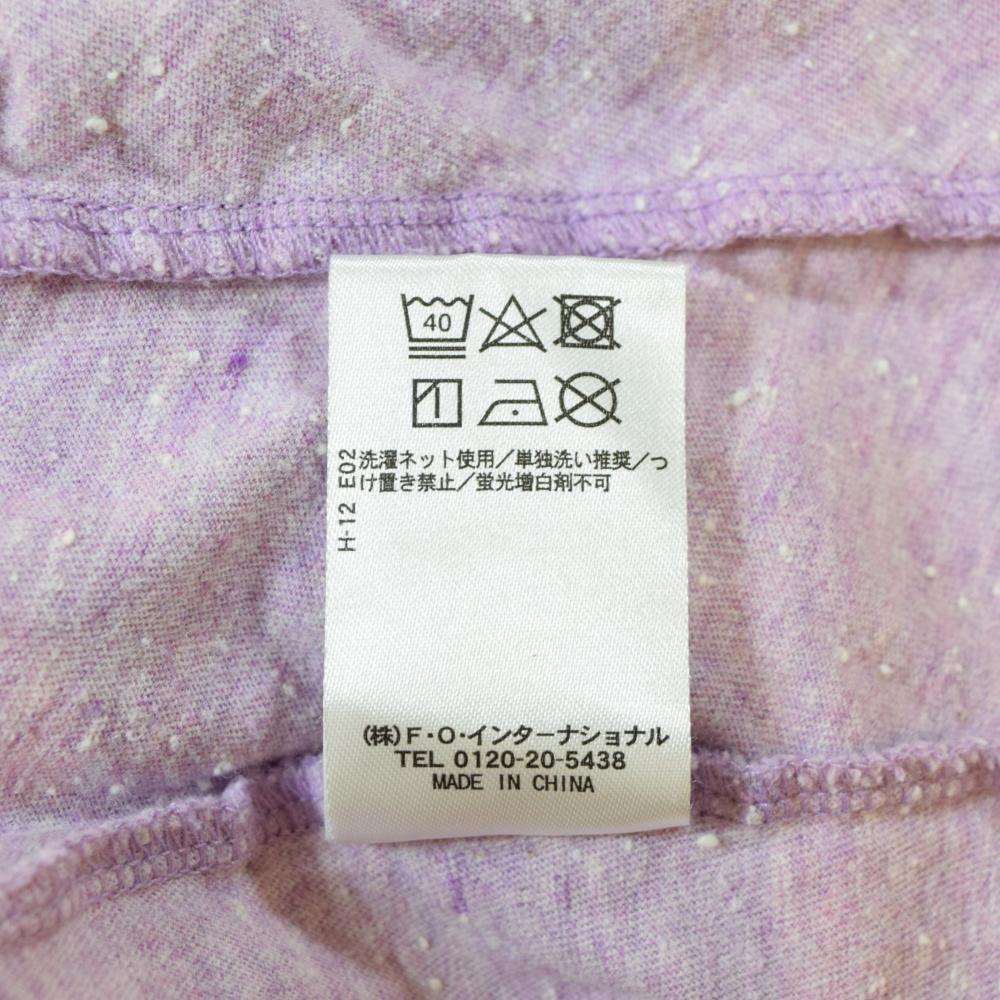 40
洗濯ネット使用／単独洗い推奨／つ
け置き禁止／蛍光増白剤不可
H-12 E02
(株)F・O・インターナショナル
TEL 0120-20-5438
MADE IN CHINA